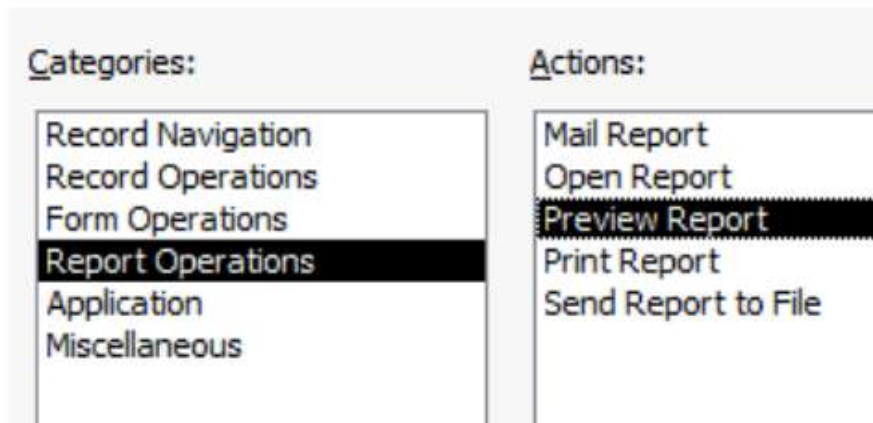 Categories:
Record Navigation
Record Operations
Form Operations
Report Operations
Application
Miscellaneous
Actions:
Mail Report
Open Report
Preview Report
Print Report
Send Report to File